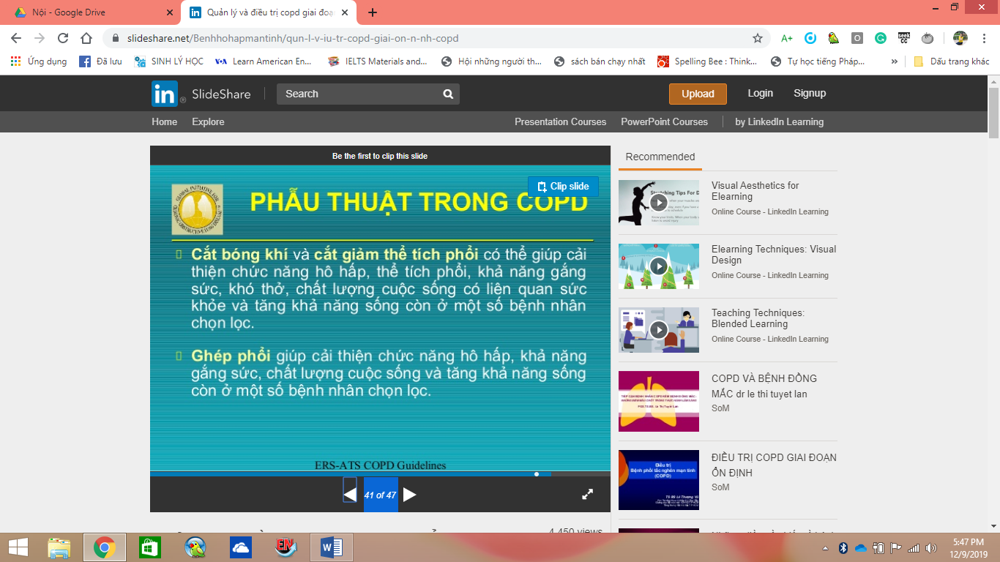 Nội - Google Drive
Quản lý và điều trị copd giai đoạ
slideshare.net/Benhhohapmantinh/qun-l-v-iu-tr-copd-giai-on-n-nh-copd
Ứng dụng
Đã lưu
SINH LÝ HỌC
Learn American En...
IELTS Materials and...
Hội những người th...
sách bán chạy nhất
Spelling Bee : Think...
Tự học tiếng Pháp...
Dấu trang khác
SlideShare
Search
Upload
Login
Signup
Home
Explore
Presentation Courses
PowerPoint Courses
by LinkedIn Learning
Be the first to clip this slide
Clip slide
PHẪU THUẬT TRONG COPD
Cắt bóng khí và cắt giảm thể tích phổi có thể giúp cải
thiện chức năng hô hấp, thể tích phổi, khả năng gắng
sức, khó thở, chất lượng cuộc sống có liên quan sức
khỏe và tăng khả năng sống còn ở một số bệnh nhân
chọn lọc.
Ghép phổi giúp cải thiện chức năng hô hấp, khả năng
gắng sức, chất lượng cuộc sống và tăng khả năng sống
còn ở một số bệnh nhân chọn lọc.
ERS-ATS COPD Guidelines
41 of 47
4,450 views
Recommended
Visual Aesthetics for
Elearning
Online Course - LinkedIn Learning
Elearning Techniques: Visual
Design
Online Course - LinkedIn Learning
Teaching Techniques:
Blended Learning
Online Course - LinkedIn Learning
COPD VÀ BỆNH ĐỒNG
MẮC dr le thi tuyet lan
SoM
Điều trị
Bệnh phổi tắc nghẽn mạn tính
(COPD)
ĐIỀU TRỊ COPD GIAI ĐOẠN
ỔN ĐỊNH
SoM
5:47 PM
12/9/2019